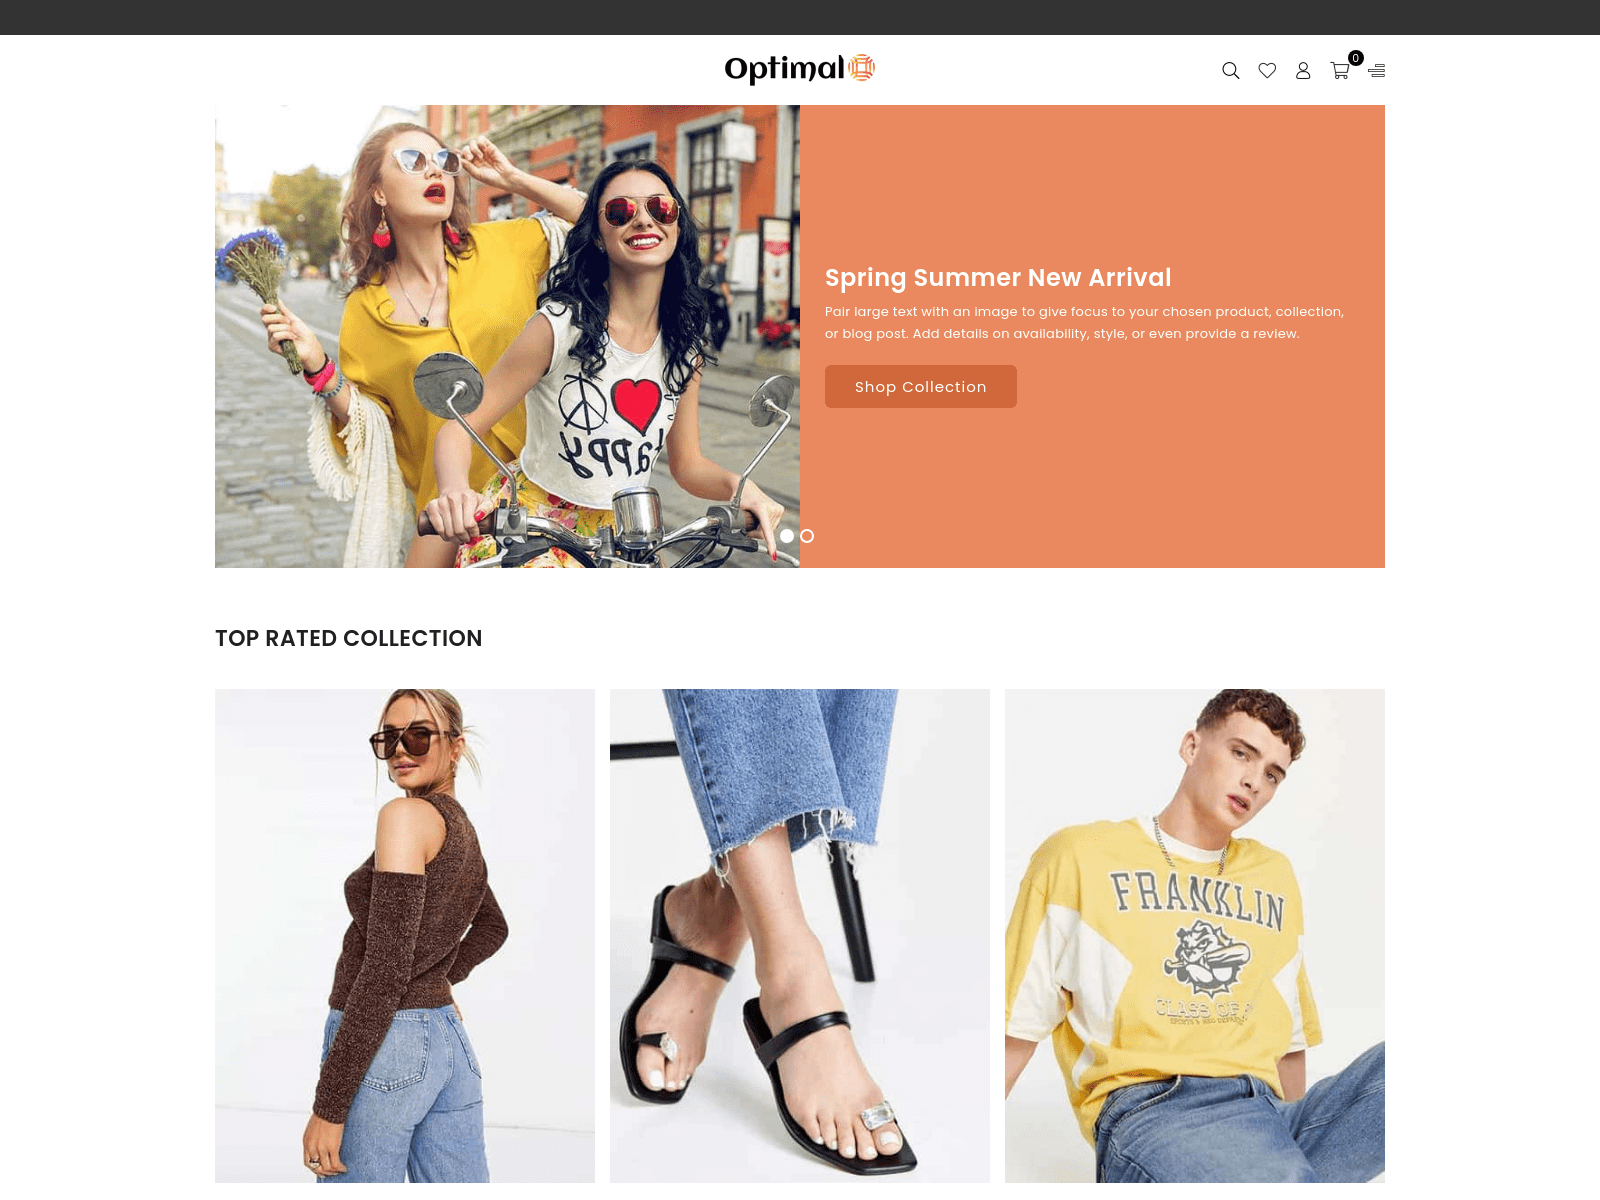 Optimal
0
Spring Summer New Arrival
Pair large text with an image to give focus to your chosen product, collection,
or blog post. Add details on availability, style, or even provide a review.
Shop Collection
happy
TOP RATED COLLECTION
FRANKLIN
CLASS OF